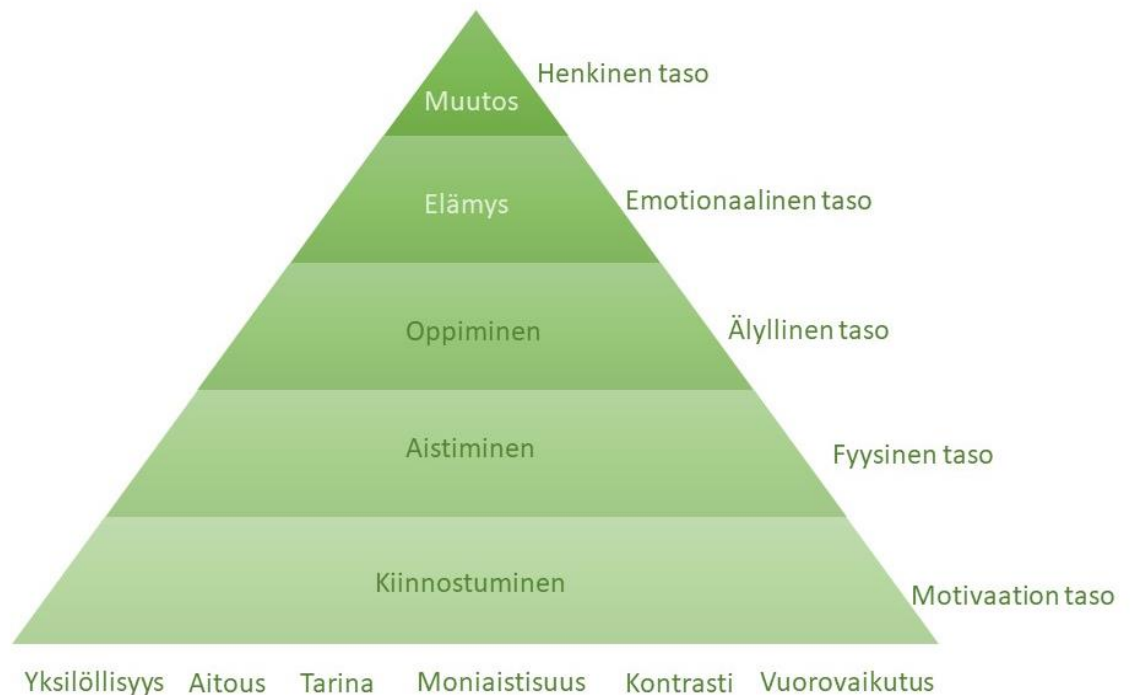 Henkinen taso
Muutos
Emotionaalinen taso
Elämys
Älyllinen taso
Oppiminen
Aistiminen
Fyysinen taso
Kiinnostuminen
Motivaation taso
Yksilöllisyys Aitous Tarina Moniaistisuus Kontrasti Vuorovaikutus